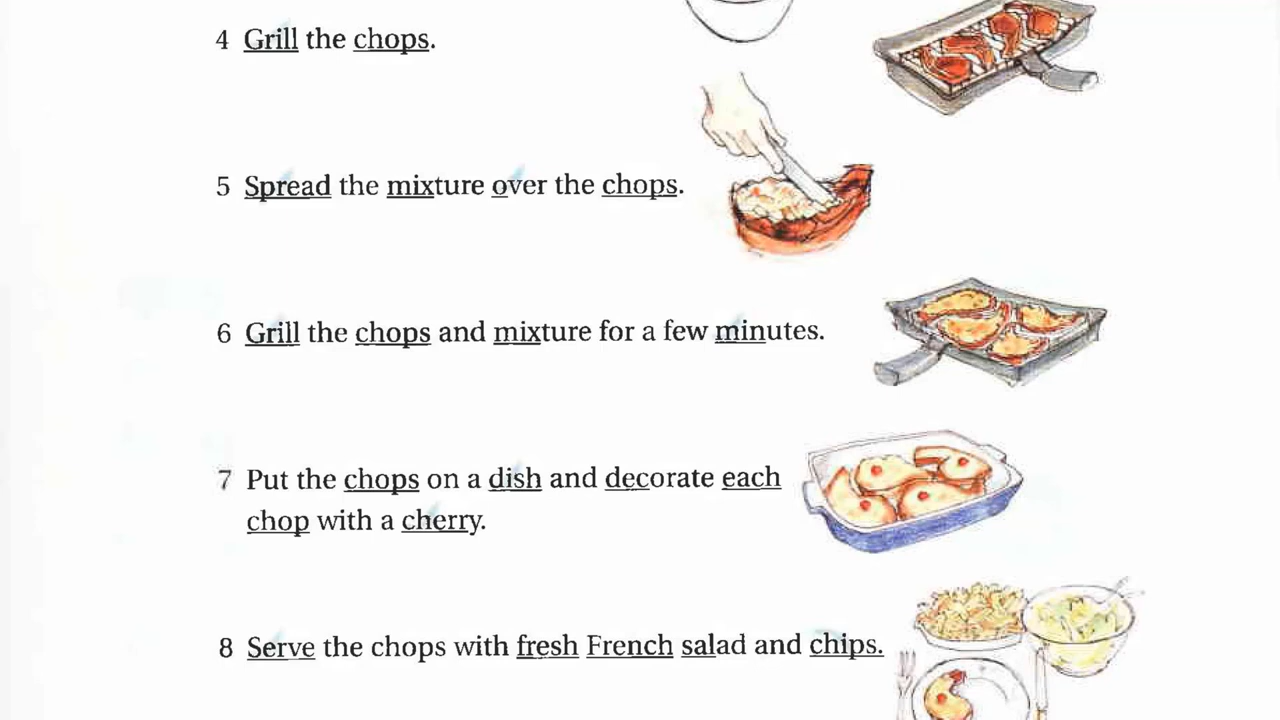 4 Grill the chops.
5 Spread the mixture over the chops.
6 Grill the chops and mixture for a few minutes.
7 Put the chops on a dish and decorate each
chop with a cherry.
8 Serve the chops with fresh French salad and chips.